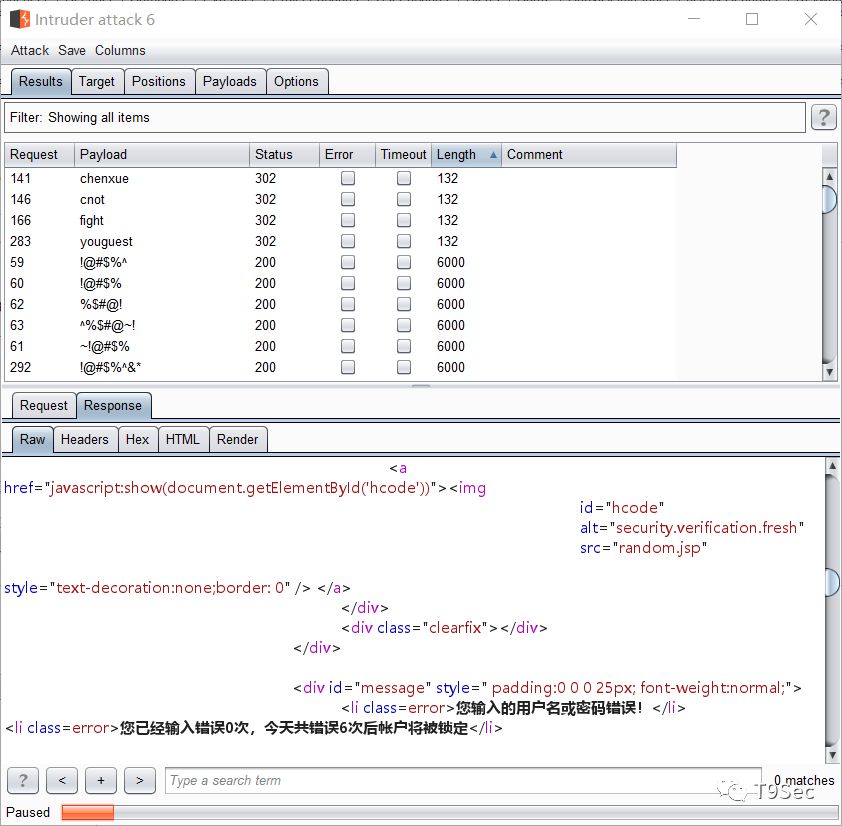 Intruder attack 6
Attack Save Columns
Results Target Positions Payloads Options
Filter: Showing all items ?
Request Payload Status Error Timeout Length Comment
141 chenxue 302 132
146 cnot 302 132
166 fight 302 132
283 youguest 302 132
59 !@#$%^ 200 6000
60 !@#$% 200 6000
62 %$#@! 200 6000
63 ^%$#@~! 200 6000
61 ~!@#$% 200 6000
292 !@#$%^&* 200 6000
Request Response
Raw Headers Hex HTML Render
<a
href="javascript:show(document.getElementById('hcode'))"><img
id="hcode"
alt="security.verification.fresh"
src="random.jsp"
style="text-decoration:none;border: 0" /> </a>
</div>
<div class="clearfix"></div>
</div>
<div id="message" style=" padding:0 0 0 25px; font-weight:normal;">
<li class=error>您输入的用户名或密码错误！</li>
<li class=error>您已经输入错误0次，今天共错误6次后帐户将被锁定</li>
? < + > Type a search term 0 matches
T9Sec
Paused